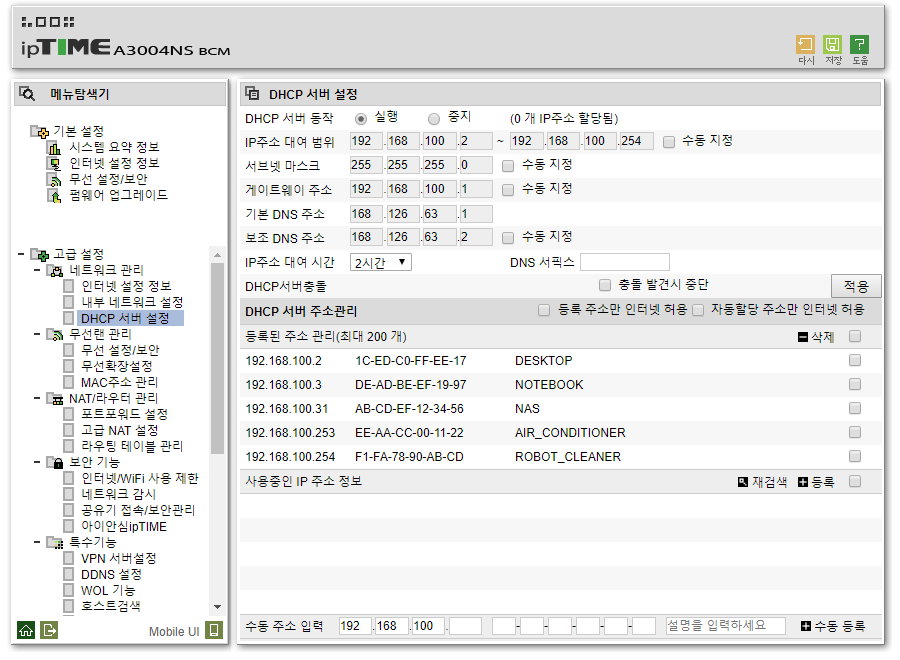 ipTIME A3004NS BCM
다시 저장 도움
메뉴탐색기
기본 설정
시스템 요약 정보
인터넷 설정 정보
무선 설정/보안
펌웨어 업그레이드
고급 설정
네트워크 관리
인터넷 설정 정보
내부 네트워크 설정
DHCP 서버 설정
무선랜 관리
무선 설정/보안
무선확장설정
MAC주소 관리
NAT/라우터 관리
포트포워드 설정
고급 NAT 설정
라우팅 테이블 관리
보안 기능
인터넷/WiFi 사용 제한
네트워크 감시
공유기 접속/보안관리
아이안심ipTIME
특수기능
VPN 서버설정
DDNS 설정
WOL 기능
호스트검색
Mobile UI
DHCP 서버 설정
DHCP 서버 동작 실행 중지 (0 개 IP주소 할당됨)
IP주소 대여 범위 192 .168 .100 .2 ~ 192 .168 .100 .254 수동 지정
서브넷 마스크 255 .255 .255 .0 수동 지정
게이트웨이 주소 192 .168 .100 .1 수동 지정
기본 DNS 주소 168 .126 .63 .1
보조 DNS 주소 168 .126 .63 .2 수동 지정
IP주소 대여 시간 2시간 DNS 서픽스
DHCP서버충돌 충돌 발견시 중단 적용
DHCP 서버 주소관리 등록 주소만 인터넷 허용 자동할당 주소만 인터넷 허용
등록된 주소 관리(최대 200 개) 삭제
192.168.100.2 1C-ED-C0-FF-EE-17 DESKTOP
192.168.100.3 DE-AD-BE-EF-19-97 NOTEBOOK
192.168.100.31 AB-CD-EF-12-34-56 NAS
192.168.100.253 EE-AA-CC-00-11-22 AIR_CONDITIONER
192.168.100.254 F1-FA-78-90-AB-CD ROBOT_CLEANER
사용중인 IP 주소 정보 재검색 등록
수동 주소 입력 192 .168 .100 . - - - - - 설명을 입력하세요 수동 등록